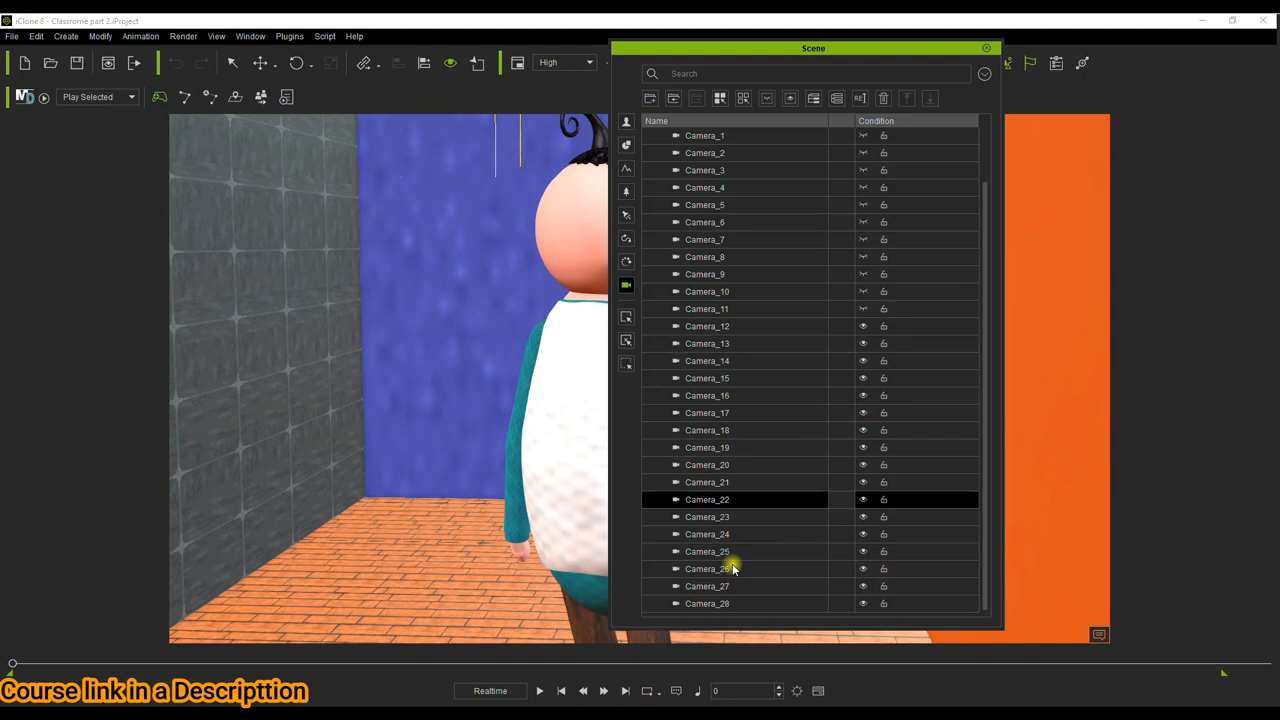 iClone 8 - Classrome part 2.iProject
File Edit Create Modify Animation Render View Window Plugins Script Help
Scene
High
Search
Play Selected
RE
Name Condition
Camera_1
Camera_2
Camera_3
Camera_4
Camera_5
Camera_6
Camera_7
Camera_8
Camera_9
Camera_10
Camera_11
Camera_12
Camera_13
Camera_14
Camera_15
Camera_16
Camera_17
Camera_18
Camera_19
Camera_20
Camera_21
Camera_22
Camera_23
Camera_24
Camera_25
Camera_26
Camera_27
Camera_28
Course link in a Descripttion
Realtime 0